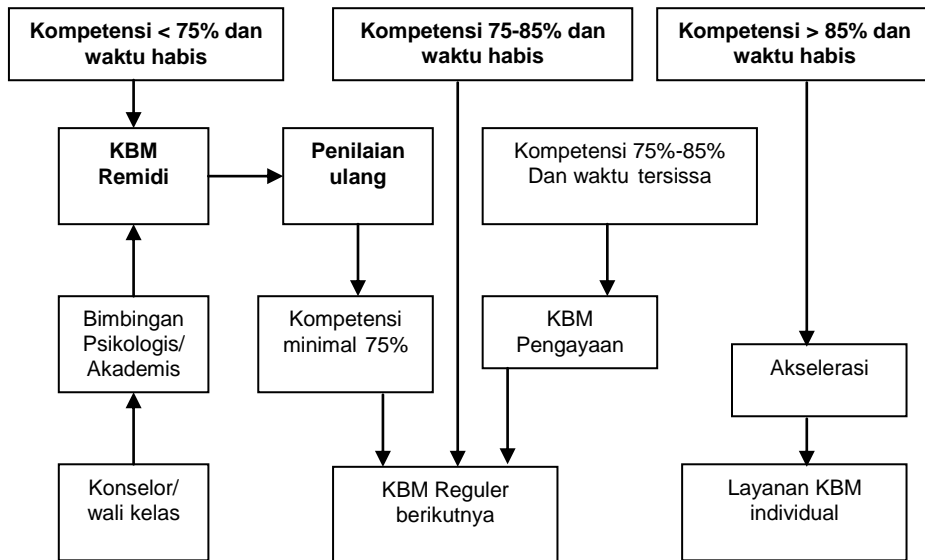 Kompetensi < 75% dan
waktu habis
Kompetensi 75-85% dan
waktu habis
Kompetensi > 85% dan
waktu habis
KBM
Remidi
Penilaian
ulang
Kompetensi 75%-85%
Dan waktu tersissa
Bimbingan
Psikologis/
Akademis
Kompetensi
minimal 75%
KBM
Pengayaan
Akselerasi
Konselor/
wali kelas
KBM Reguler
berikutnya
Layanan KBM
individual